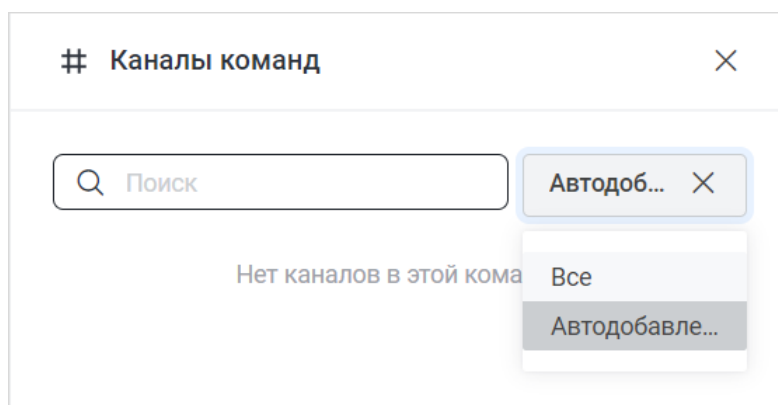 # Каналы команд
Поиск
Автодоб...
Нет каналов в этой кома
Все
Автодобавле...